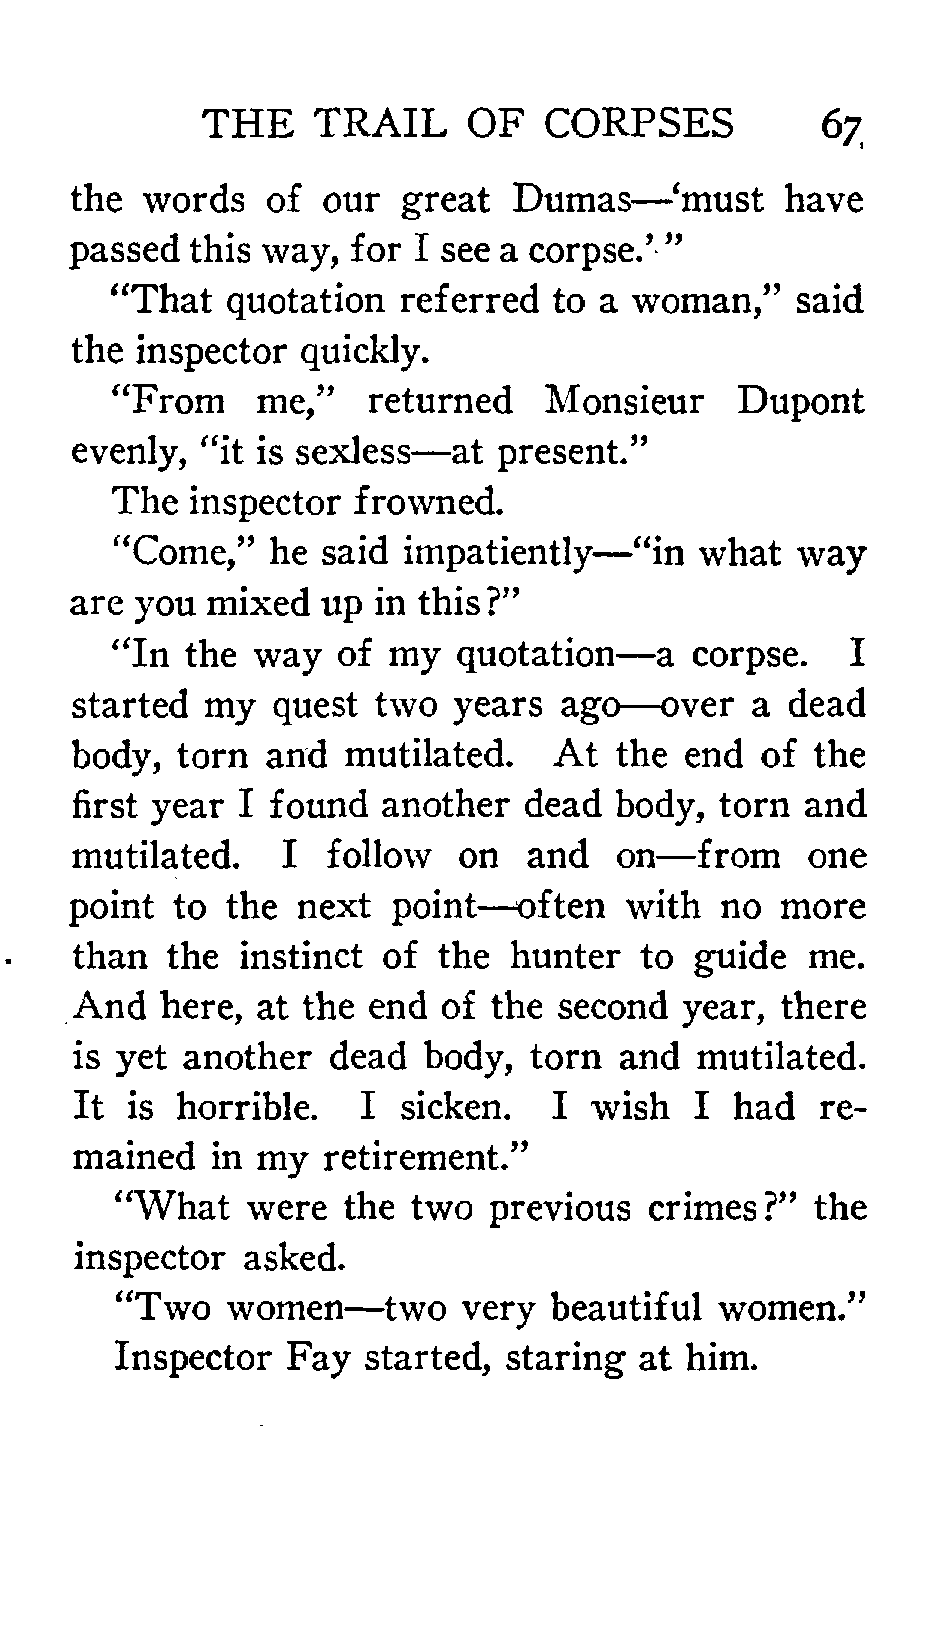 THE TRAIL OF CORPSES 67
the words of our great Dumas—‘must have
passed this way, for I see a corpse.’ ”
“That quotation referred to a woman,” said
the inspector quickly.
“From me,” returned Monsieur Dupont
evenly, “it is sexless—at present.”
The inspector frowned.
“Come,” he said impatiently—“in what way
are you mixed up in this?”
“In the way of my quotation—a corpse. I
started my quest two years ago—over a dead
body, torn and mutilated. At the end of the
first year I found another dead body, torn and
mutilated. I follow on and on—from one
point to the next point—often with no more
than the instinct of the hunter to guide me.
And here, at the end of the second year, there
is yet another dead body, torn and mutilated.
It is horrible. I sicken. I wish I had re-
mained in my retirement.”
“What were the two previous crimes?” the
inspector asked.
“Two women—two very beautiful women.”
Inspector Fay started, staring at him.